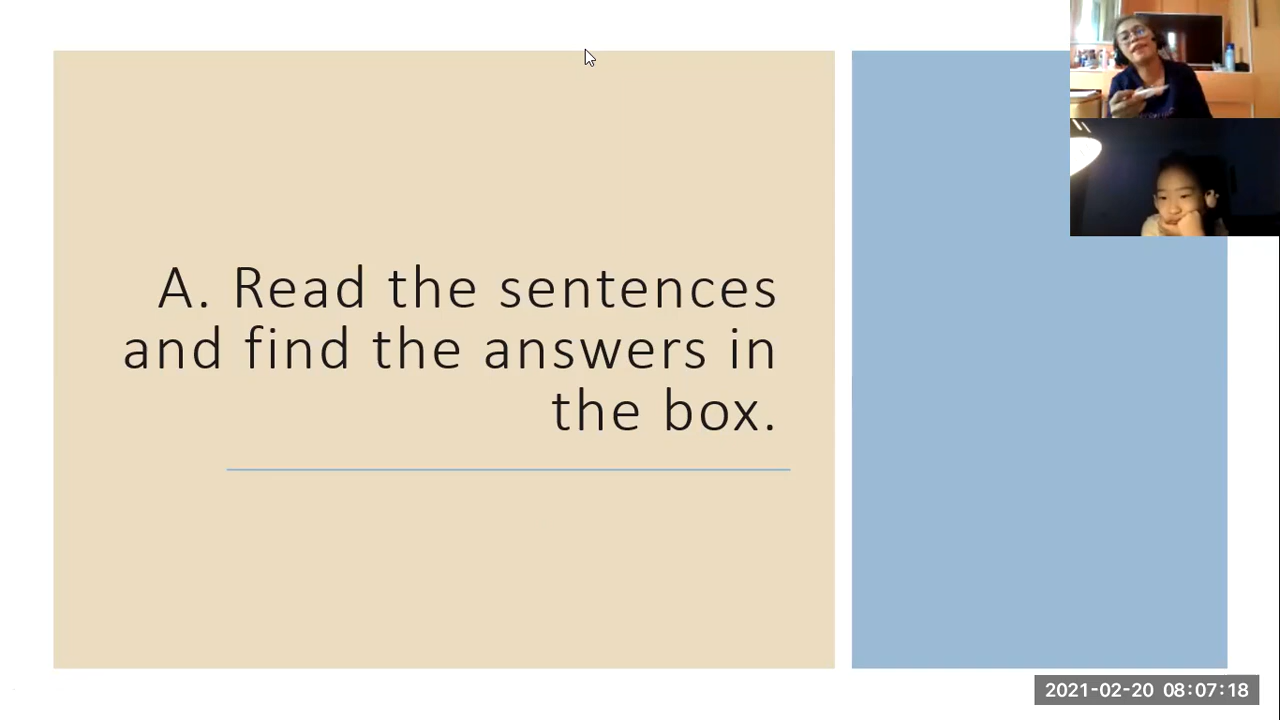 A. Read the sentences
and find the answers in
the box.
2021-02-20 08:07:18